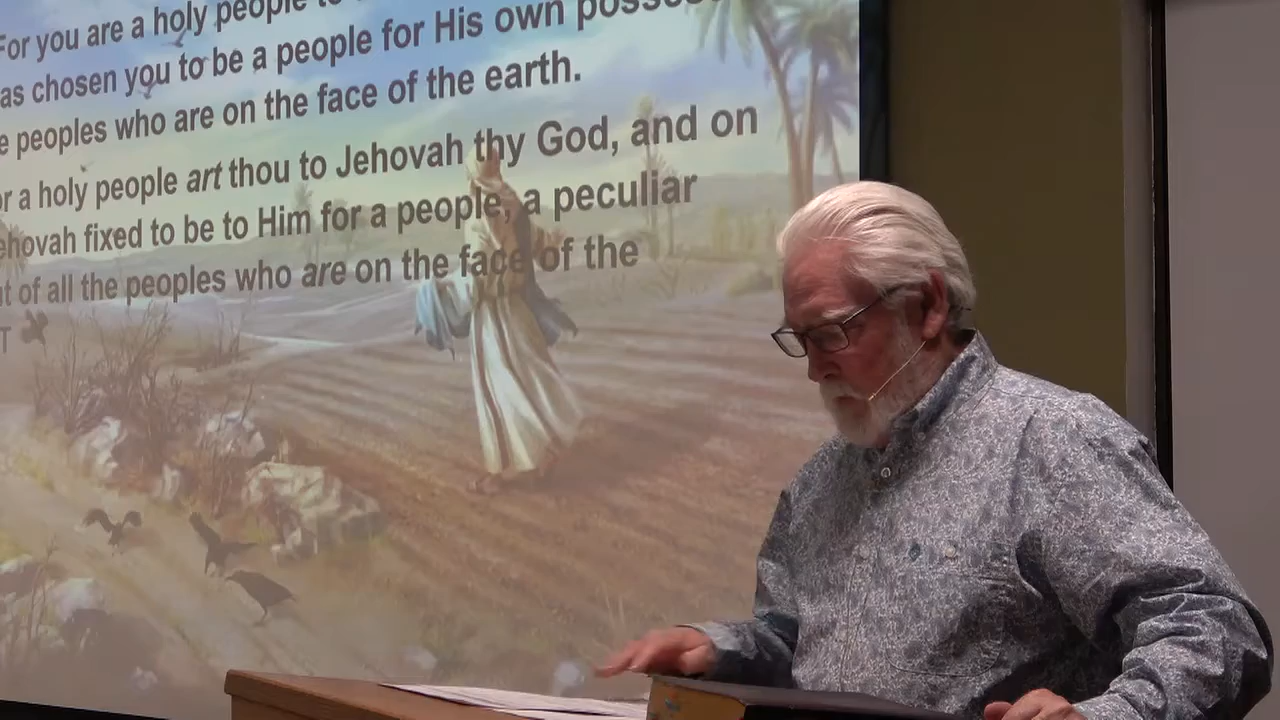 For you are a holy people to
as chosen you to be a people for His own
e peoples who are on the face of the earth.
or a holy people art thou to Jehovah thy God, and on
ehovah fixed to be to Him for a people, a peculiar
t of all the peoples who are on the face of the
T